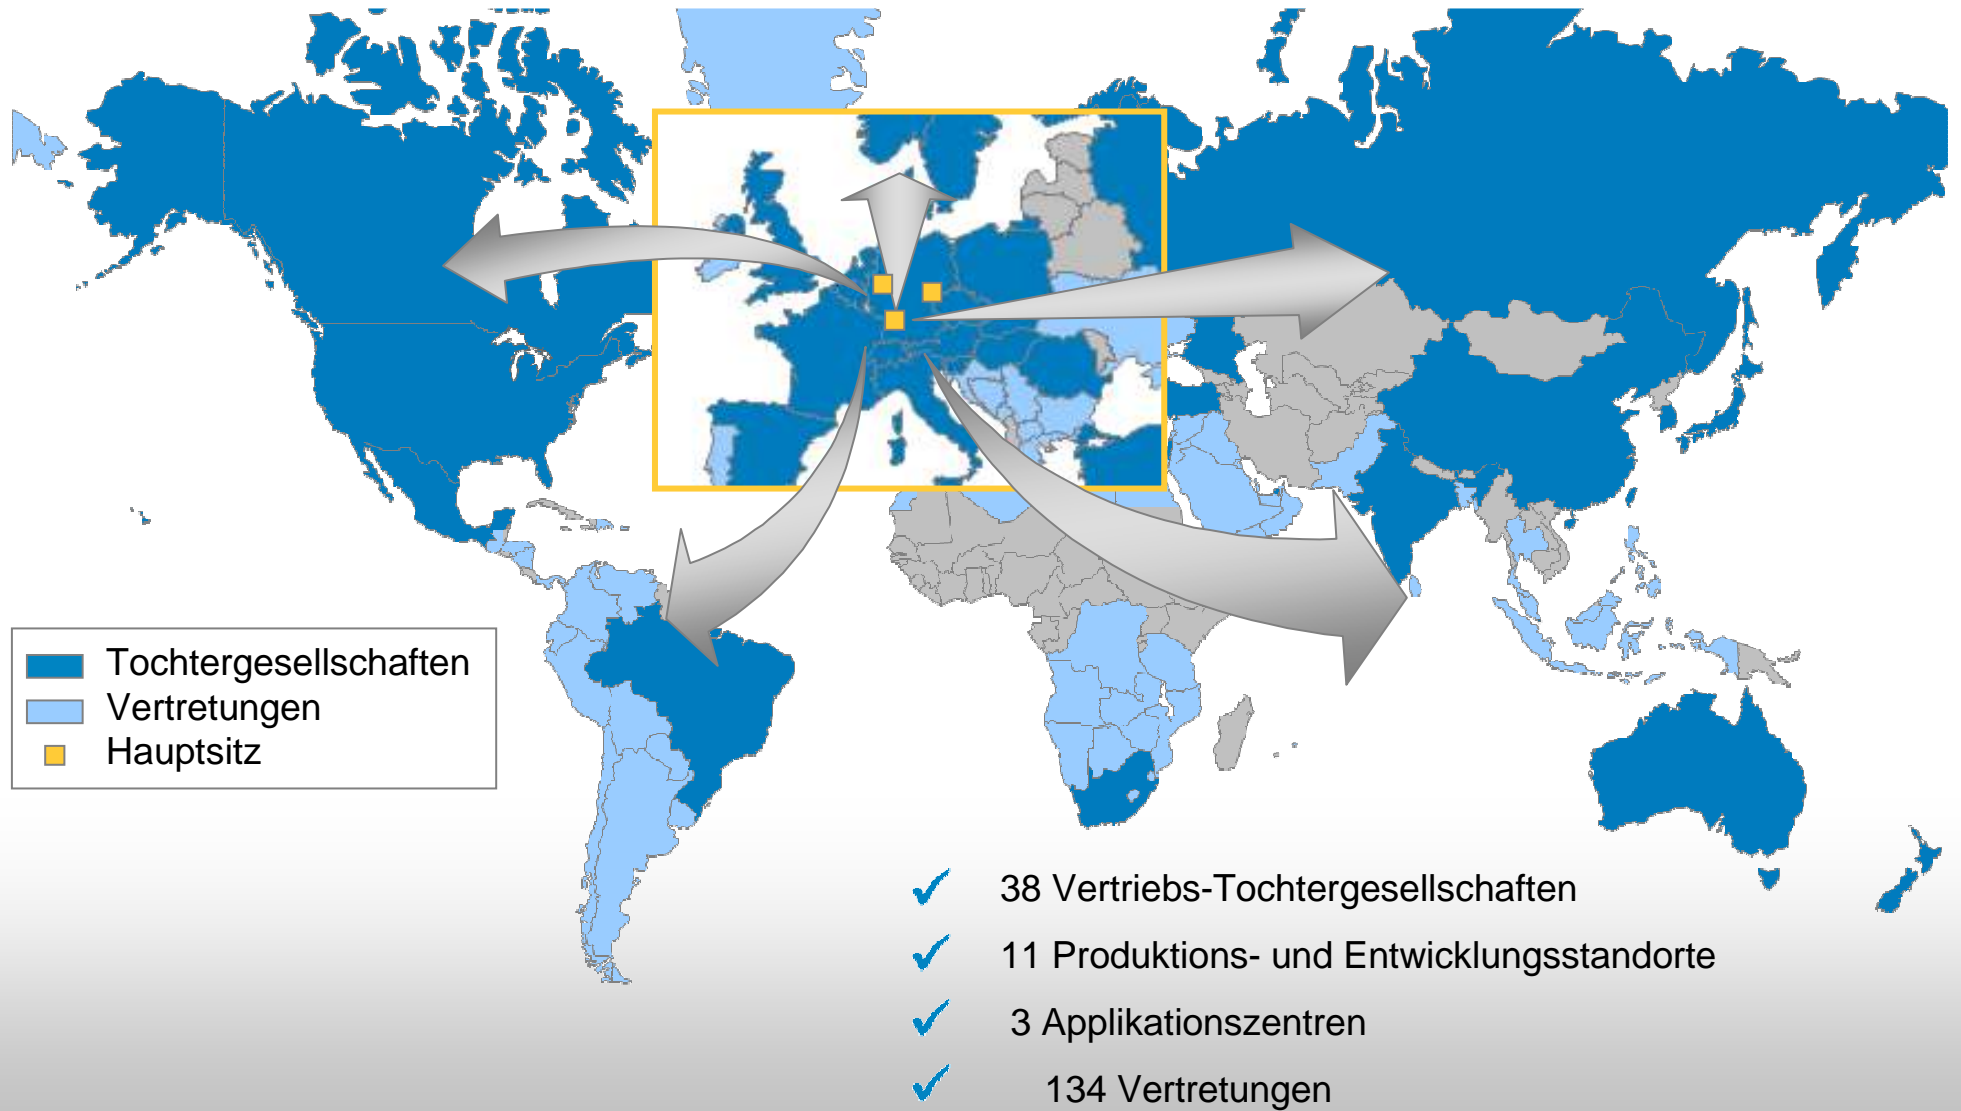 Tochtergesellschaften
Vertretungen
Hauptsitz
38 Vertriebs-Tochtergesellschaften
11 Produktions- und Entwicklungsstandorte
3 Applikationszentren
134 Vertretungen